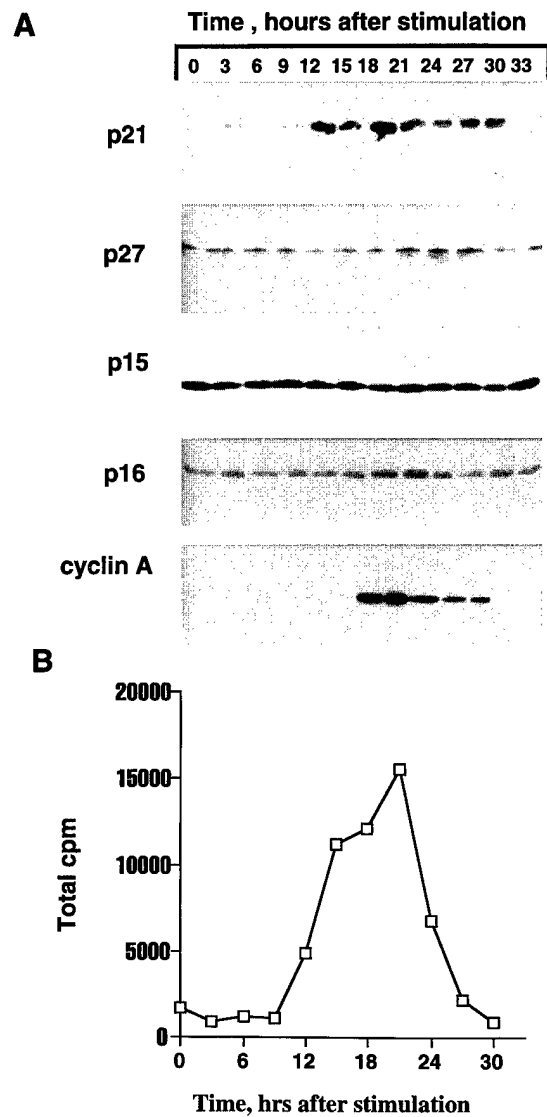 A
Time , hours after stimulation
0 3 6 9 12 15 18 21 24 27 30 33
p21
p27
p15
p16
cyclin A
B
20000
15000
10000
5000
0
Total cpm
0 6 12 18 24 30
Time, hrs after stimulation